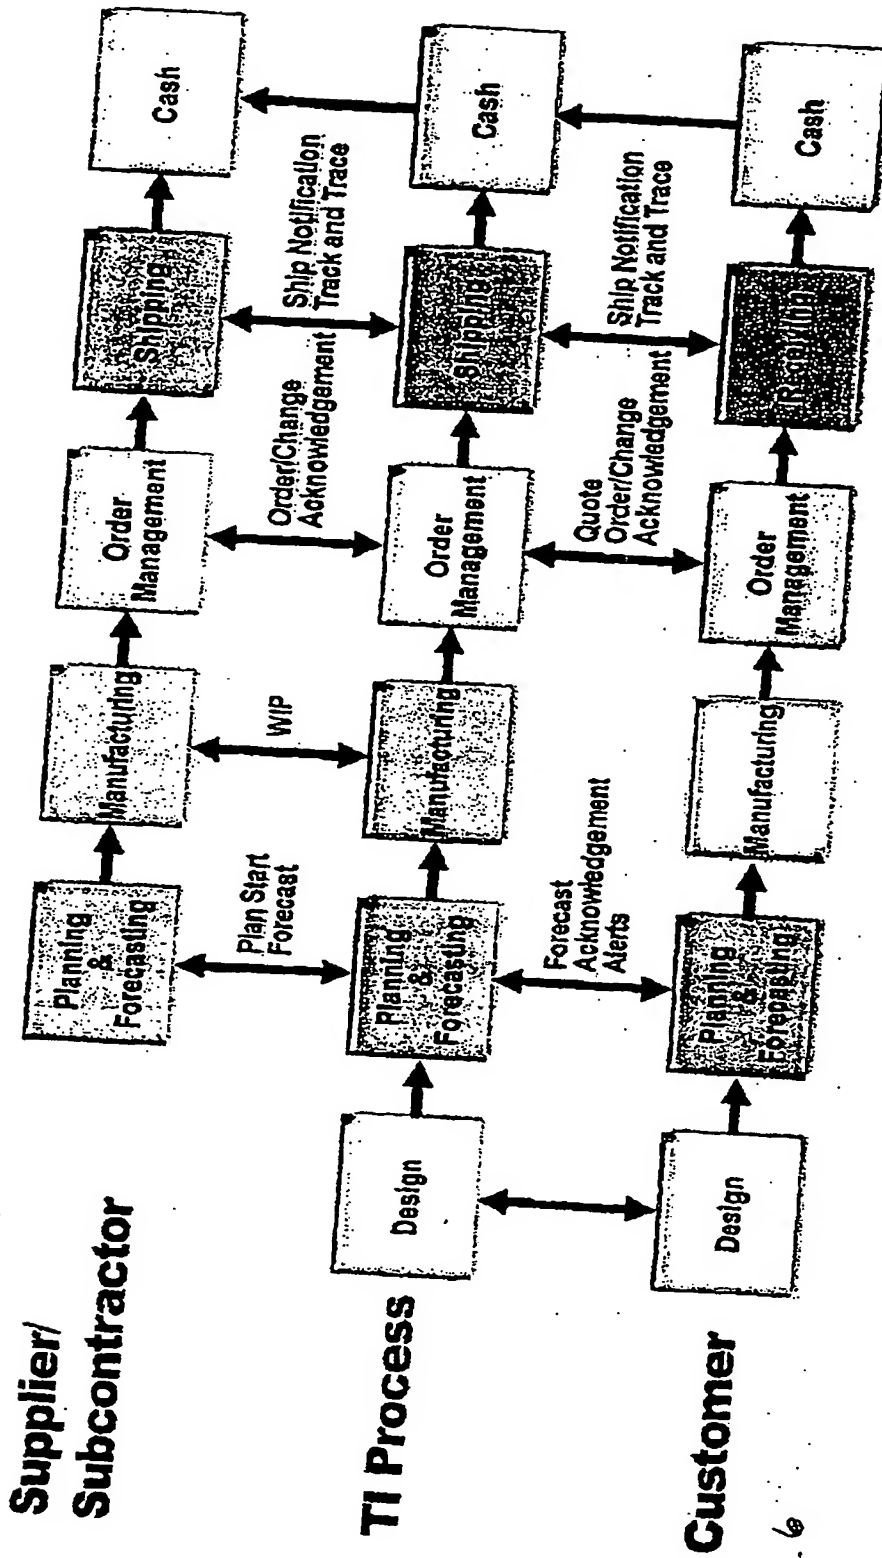 Supplier/
Subcontractor
Planning
&
Forecasting
Manufacturing
Order
Management
Shipping
Cash
Plan Start
Forecast
WIP
Order/Change
Acknowledgement
Ship Notification
Track and Trace
TI Process
Design
Planning
&
Forecasting
Manufacturing
Order
Management
Shipping
Cash
Forecast
Acknowledgement
Alerts
Quote
Order/Change
Acknowledgement
Ship Notification
Track and Trace
Customer
Design
Planning
&
Forecasting
Manufacturing
Order
Management
Receiving
Cash